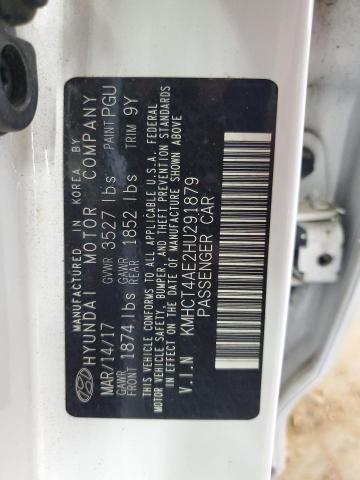 MANUFACTURED IN KOREA BY
HYUNDAI MOTOR COMPANY
MAR/14/17 GVWR 3527 lbs PAINT PGU
GAWR FRONT 1874 lbs GAWR REAR 1852 lbs TRIM 9Y
THIS VEHICLE CONFORMS TO ALL APPLICABLE U.S.A. FEDERAL
MOTOR VEHICLE SAFETY, BUMPER, AND THEFT PREVENTION STANDARDS
IN EFFECT ON THE DATE OF MANUFACTURE SHOWN ABOVE
V.I.N KMHCT4AE2HU291879
PASSENGER CAR